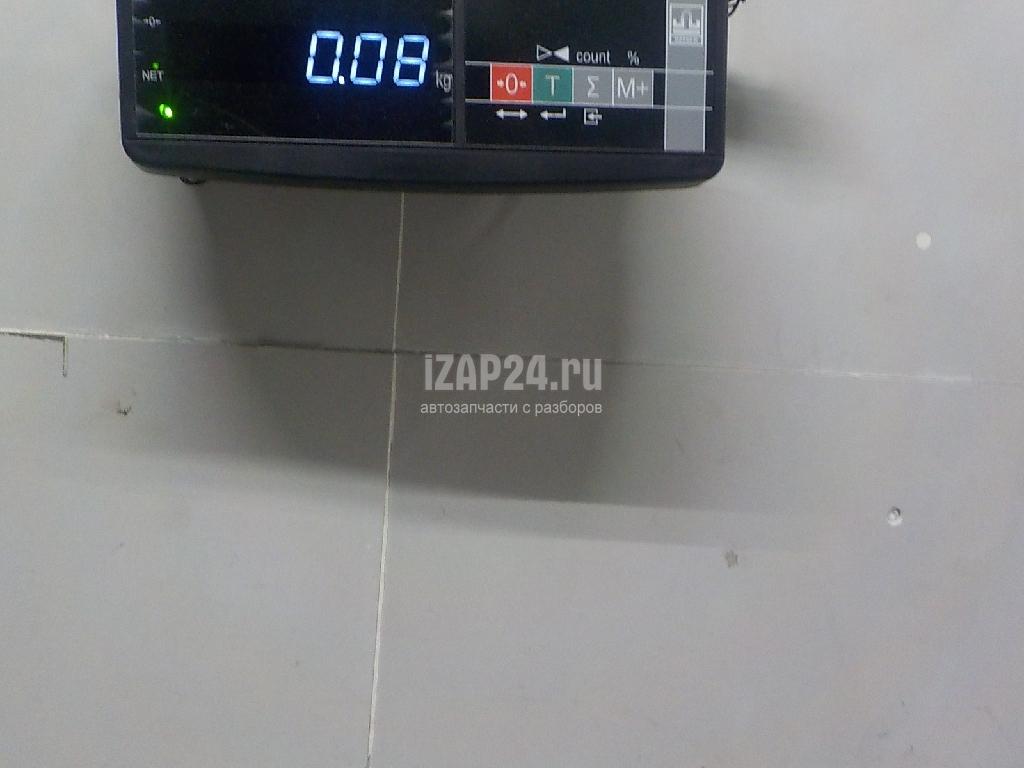 →0←
0.08 kg
NET
count %
→0← T Σ M+
iZAP24.ru
автозапчасти с разборов